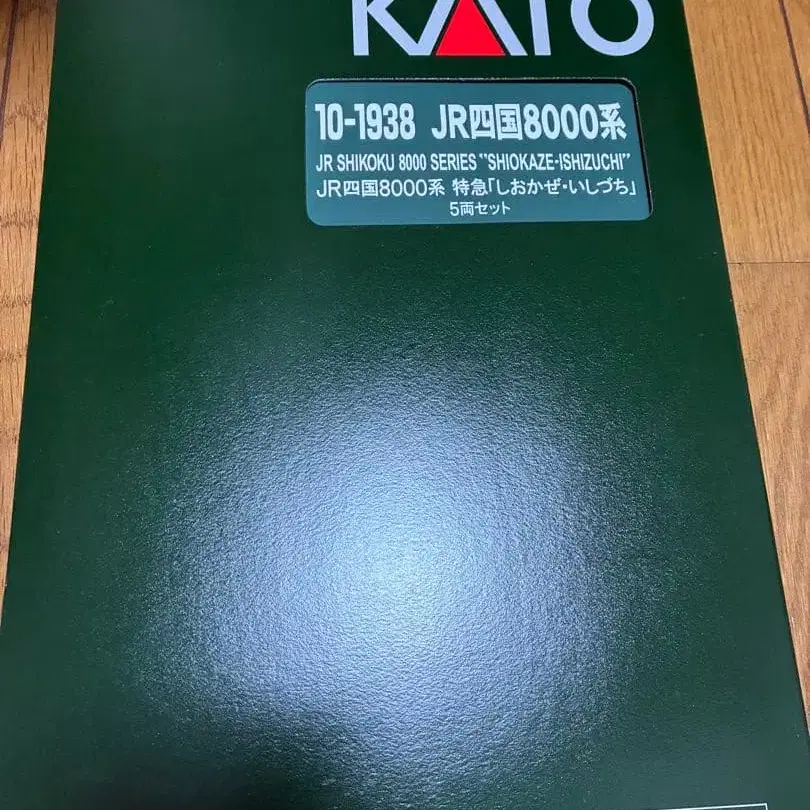 KATO
10-1938 JR四国8000系
JR SHIKOKU 8000 SERIES "SHIOKAZE-ISHIZUCHI"
JR四国8000系 特急「しおかぜ・いしづち」
5両セット